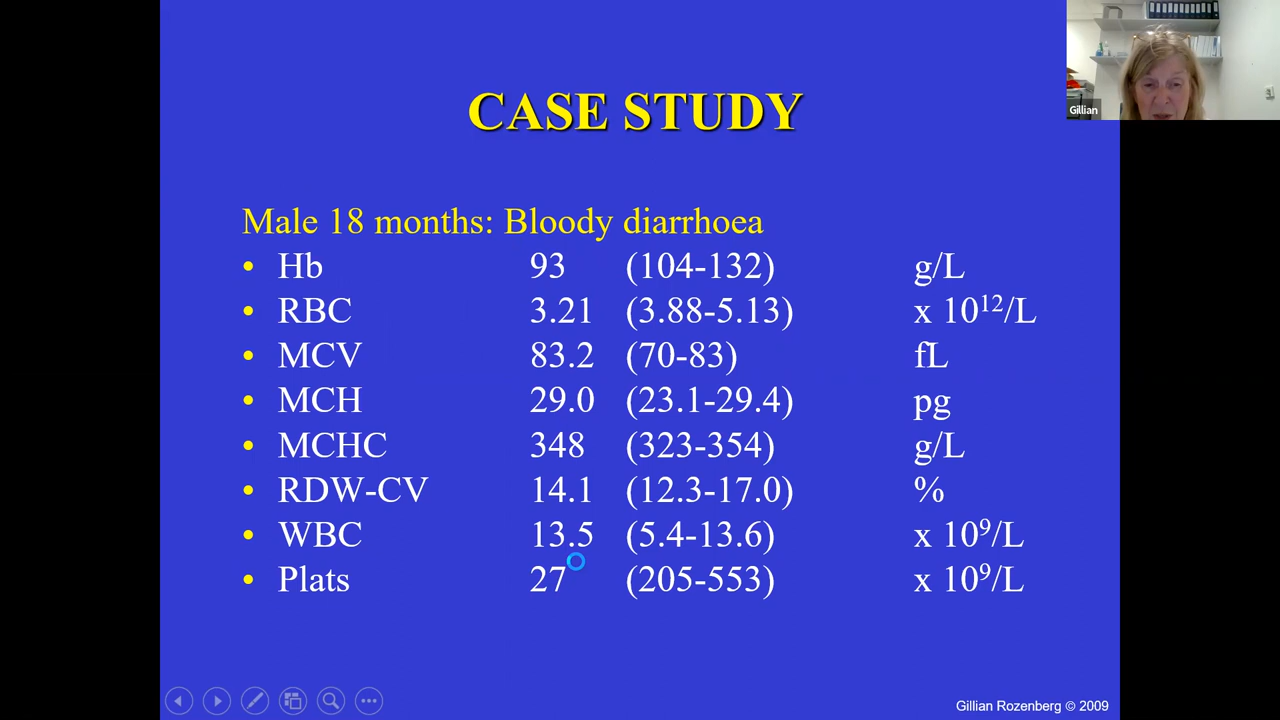 CASE STUDY
Gillian
Male 18 months: Bloody diarrhoea
• Hb 93 (104-132) g/L
• RBC 3.21 (3.88-5.13) x 10¹²/L
• MCV 83.2 (70-83) fL
• MCH 29.0 (23.1-29.4) pg
• MCHC 348 (323-354) g/L
• RDW-CV 14.1 (12.3-17.0) %
• WBC 13.5 (5.4-13.6) x 10⁹/L
• Plats 27 (205-553) x 10⁹/L
Gillian Rozenberg © 2009